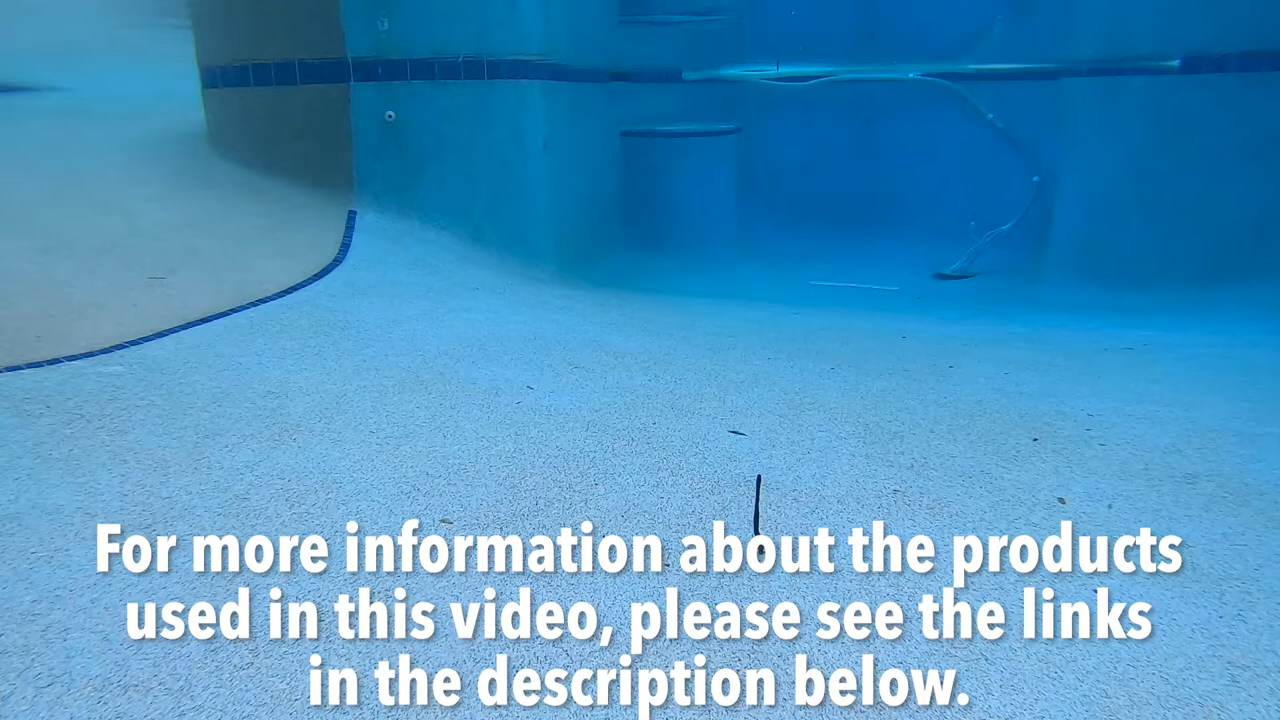 For more information about the products
used in this video, please see the links
in the description below.